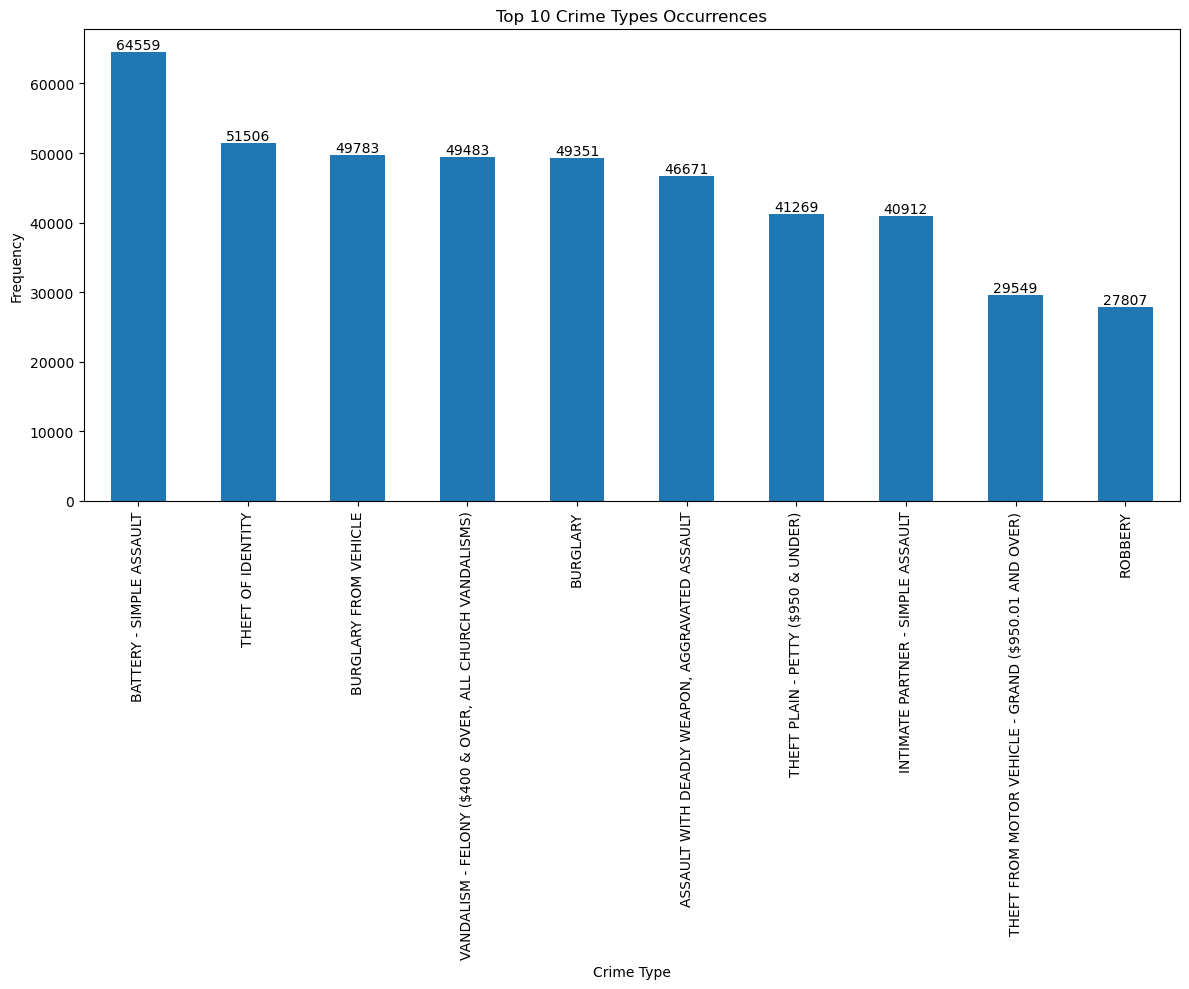 Top 10 Crime Types Occurrences
Frequency
60000
50000
40000
30000
20000
10000
0
64559
51506
49783
49483
49351
46671
41269
40912
29549
27807
BATTERY - SIMPLE ASSAULT
THEFT OF IDENTITY
BURGLARY FROM VEHICLE
VANDALISM - FELONY ($400 & OVER, ALL CHURCH VANDALISMS)
BURGLARY
ASSAULT WITH DEADLY WEAPON, AGGRAVATED ASSAULT
THEFT PLAIN - PETTY ($950 & UNDER)
INTIMATE PARTNER - SIMPLE ASSAULT
THEFT FROM MOTOR VEHICLE - GRAND ($950.01 AND OVER)
ROBBERY
Crime Type